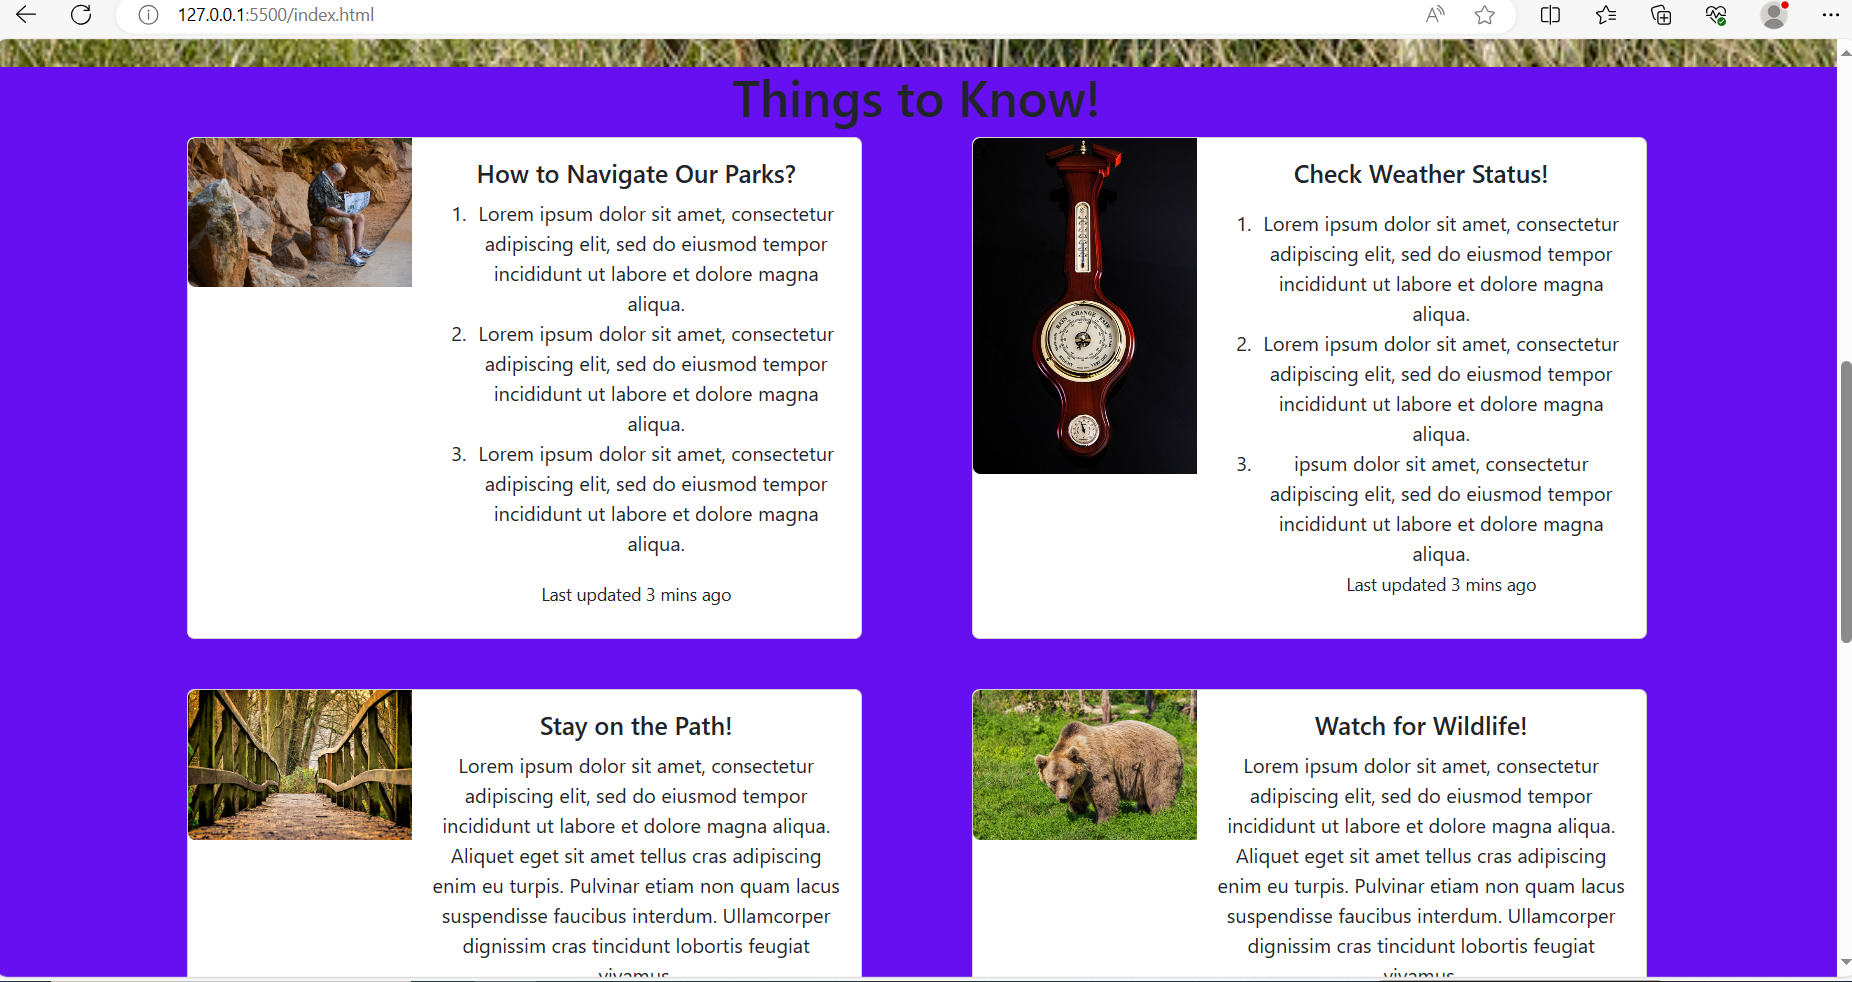 127.0.0.1:5500/index.html
Things to Know!
How to Navigate Our Parks?
1. Lorem ipsum dolor sit amet, consectetur
adipiscing elit, sed do eiusmod tempor
incididunt ut labore et dolore magna
aliqua.
2. Lorem ipsum dolor sit amet, consectetur
adipiscing elit, sed do eiusmod tempor
incididunt ut labore et dolore magna
aliqua.
3. Lorem ipsum dolor sit amet, consectetur
adipiscing elit, sed do eiusmod tempor
incididunt ut labore et dolore magna
aliqua.
Last updated 3 mins ago
RAIN CHANGE FAIR
Check Weather Status!
1. Lorem ipsum dolor sit amet, consectetur
adipiscing elit, sed do eiusmod tempor
incididunt ut labore et dolore magna
aliqua.
2. Lorem ipsum dolor sit amet, consectetur
adipiscing elit, sed do eiusmod tempor
incididunt ut labore et dolore magna
aliqua.
3. ipsum dolor sit amet, consectetur
adipiscing elit, sed do eiusmod tempor
incididunt ut labore et dolore magna
aliqua.
Last updated 3 mins ago
Stay on the Path!
Lorem ipsum dolor sit amet, consectetur
adipiscing elit, sed do eiusmod tempor
incididunt ut labore et dolore magna aliqua.
Aliquet eget sit amet tellus cras adipiscing
enim eu turpis. Pulvinar etiam non quam lacus
suspendisse faucibus interdum. Ullamcorper
dignissim cras tincidunt lobortis feugiat
vivamus
Watch for Wildlife!
Lorem ipsum dolor sit amet, consectetur
adipiscing elit, sed do eiusmod tempor
incididunt ut labore et dolore magna aliqua.
Aliquet eget sit amet tellus cras adipiscing
enim eu turpis. Pulvinar etiam non quam lacus
suspendisse faucibus interdum. Ullamcorper
dignissim cras tincidunt lobortis feugiat
vivamus